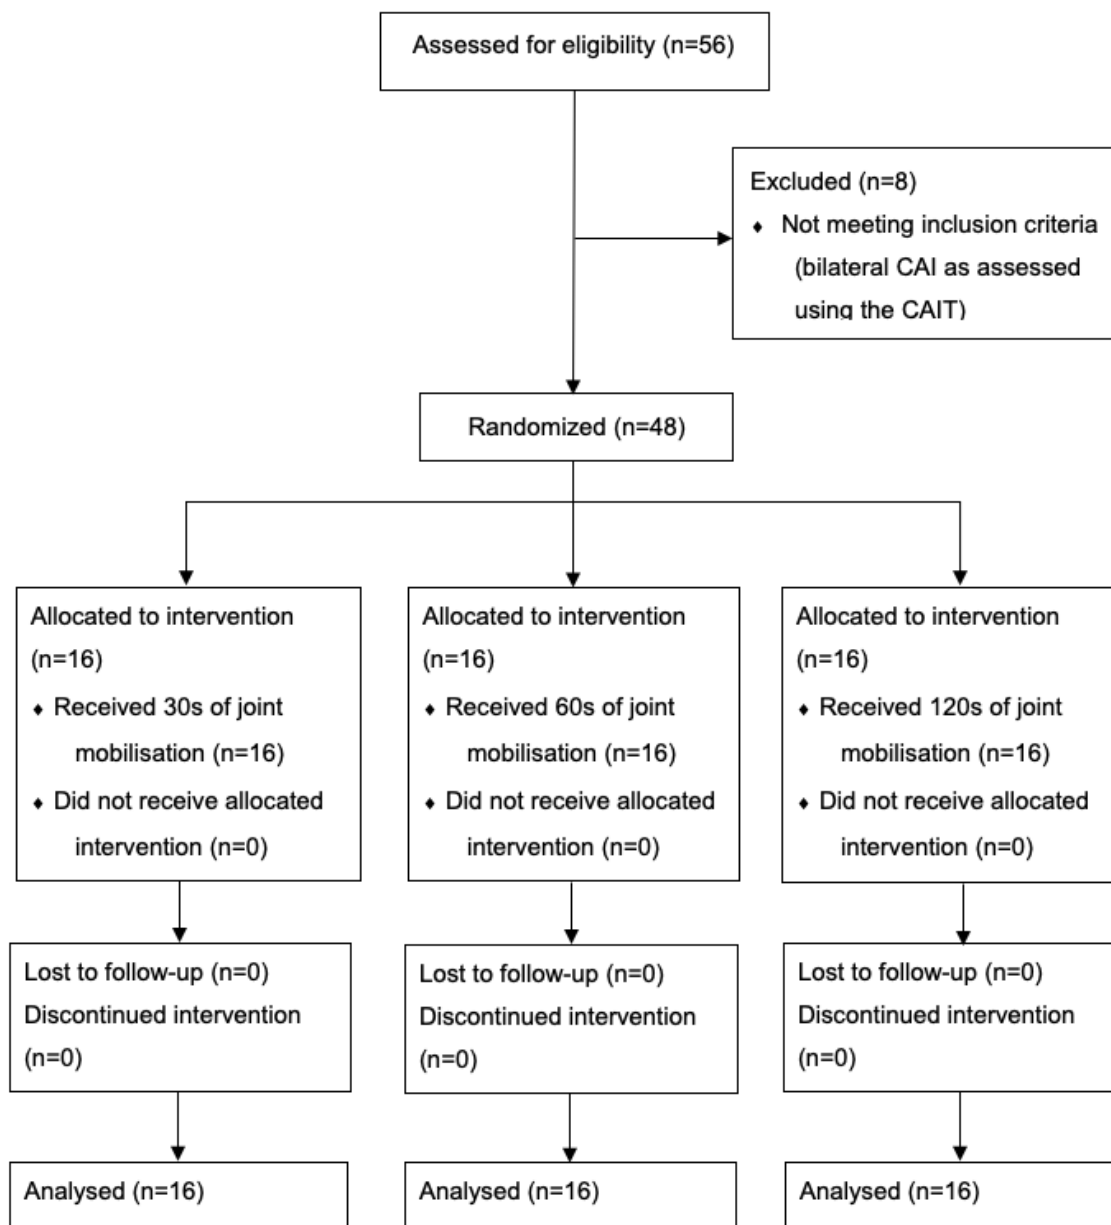 Assessed for eligibility (n=56)
Excluded (n=8)
♦ Not meeting inclusion criteria
(bilateral CAI as assessed
using the CAIT)
Randomized (n=48)
Allocated to intervention
(n=16)
♦ Received 30s of joint
mobilisation (n=16)
♦ Did not receive allocated
intervention (n=0)
Allocated to intervention
(n=16)
♦ Received 60s of joint
mobilisation (n=16)
♦ Did not receive allocated
intervention (n=0)
Allocated to intervention
(n=16)
♦ Received 120s of joint
mobilisation (n=16)
♦ Did not receive allocated
intervention (n=0)
Lost to follow-up (n=0)
Discontinued intervention
(n=0)
Lost to follow-up (n=0)
Discontinued intervention
(n=0)
Lost to follow-up (n=0)
Discontinued intervention
(n=0)
Analysed (n=16)
Analysed (n=16)
Analysed (n=16)